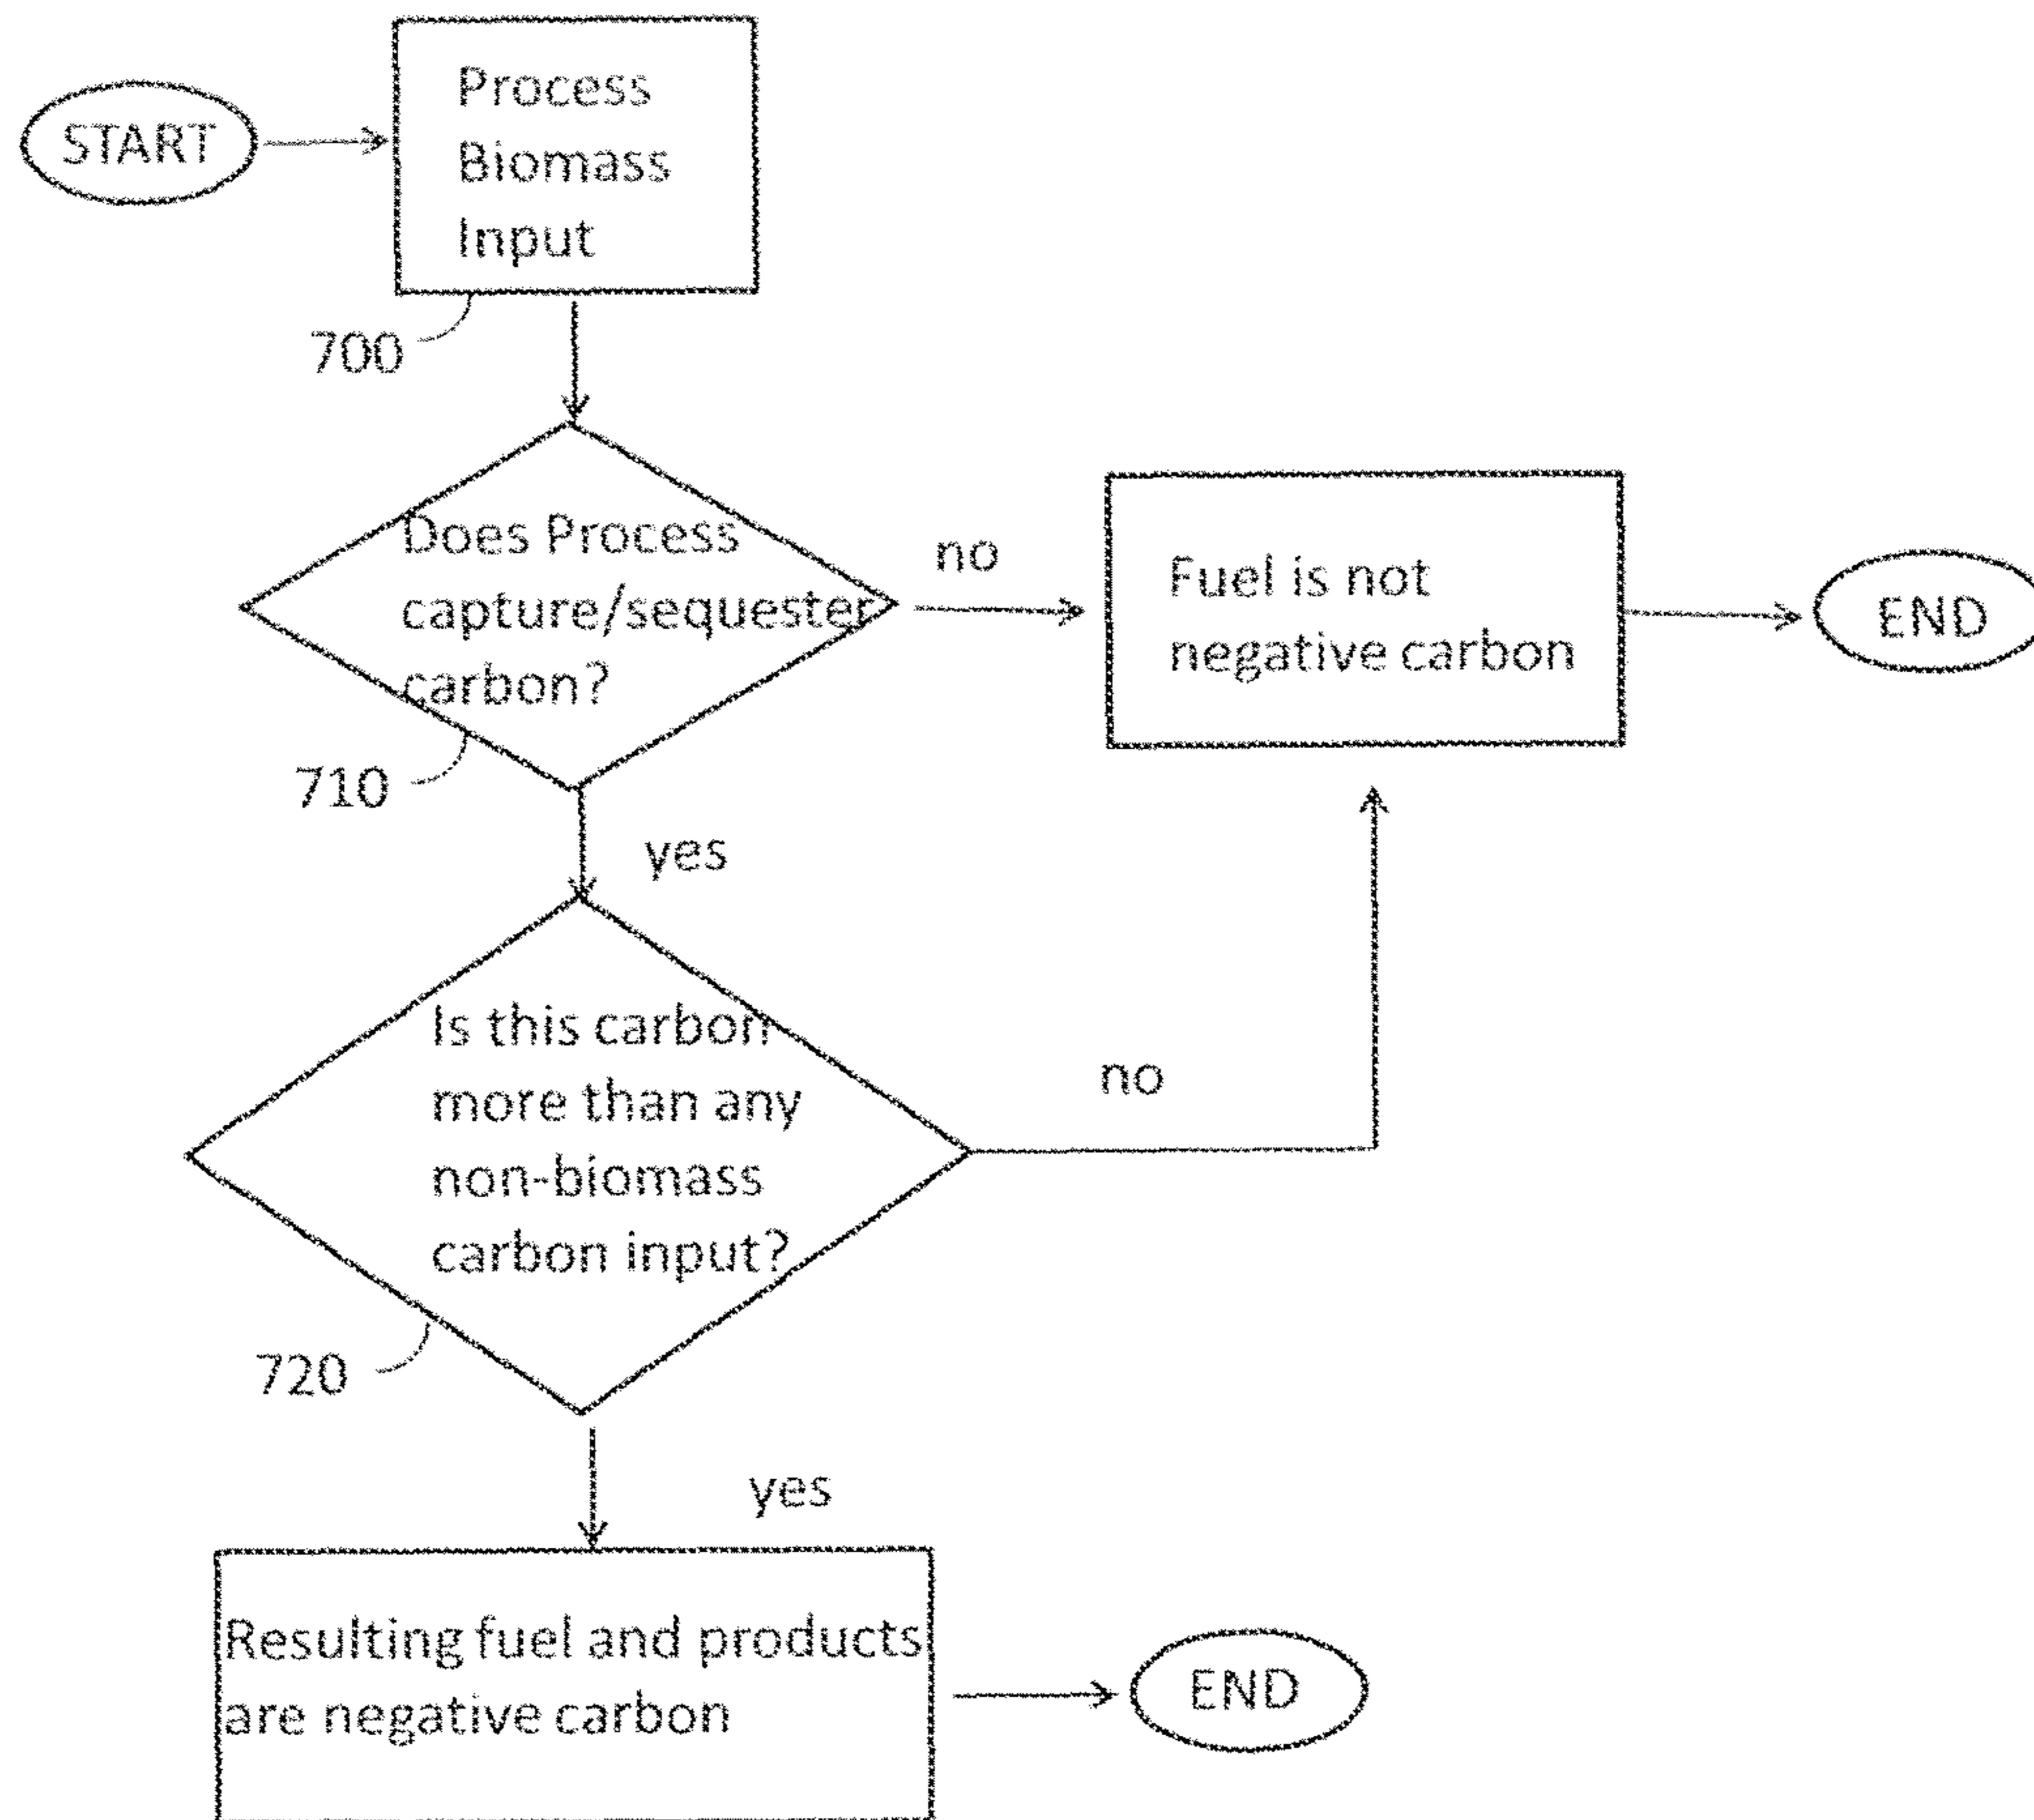 START
Process
Biomass
Input
700
Does Process
capture/sequester
carbon?
710
no
Fuel is not
negative carbon
END
yes
Is this carbon
more than any
non-biomass
carbon input?
720
no
yes
Resulting fuel and products
are negative carbon
END